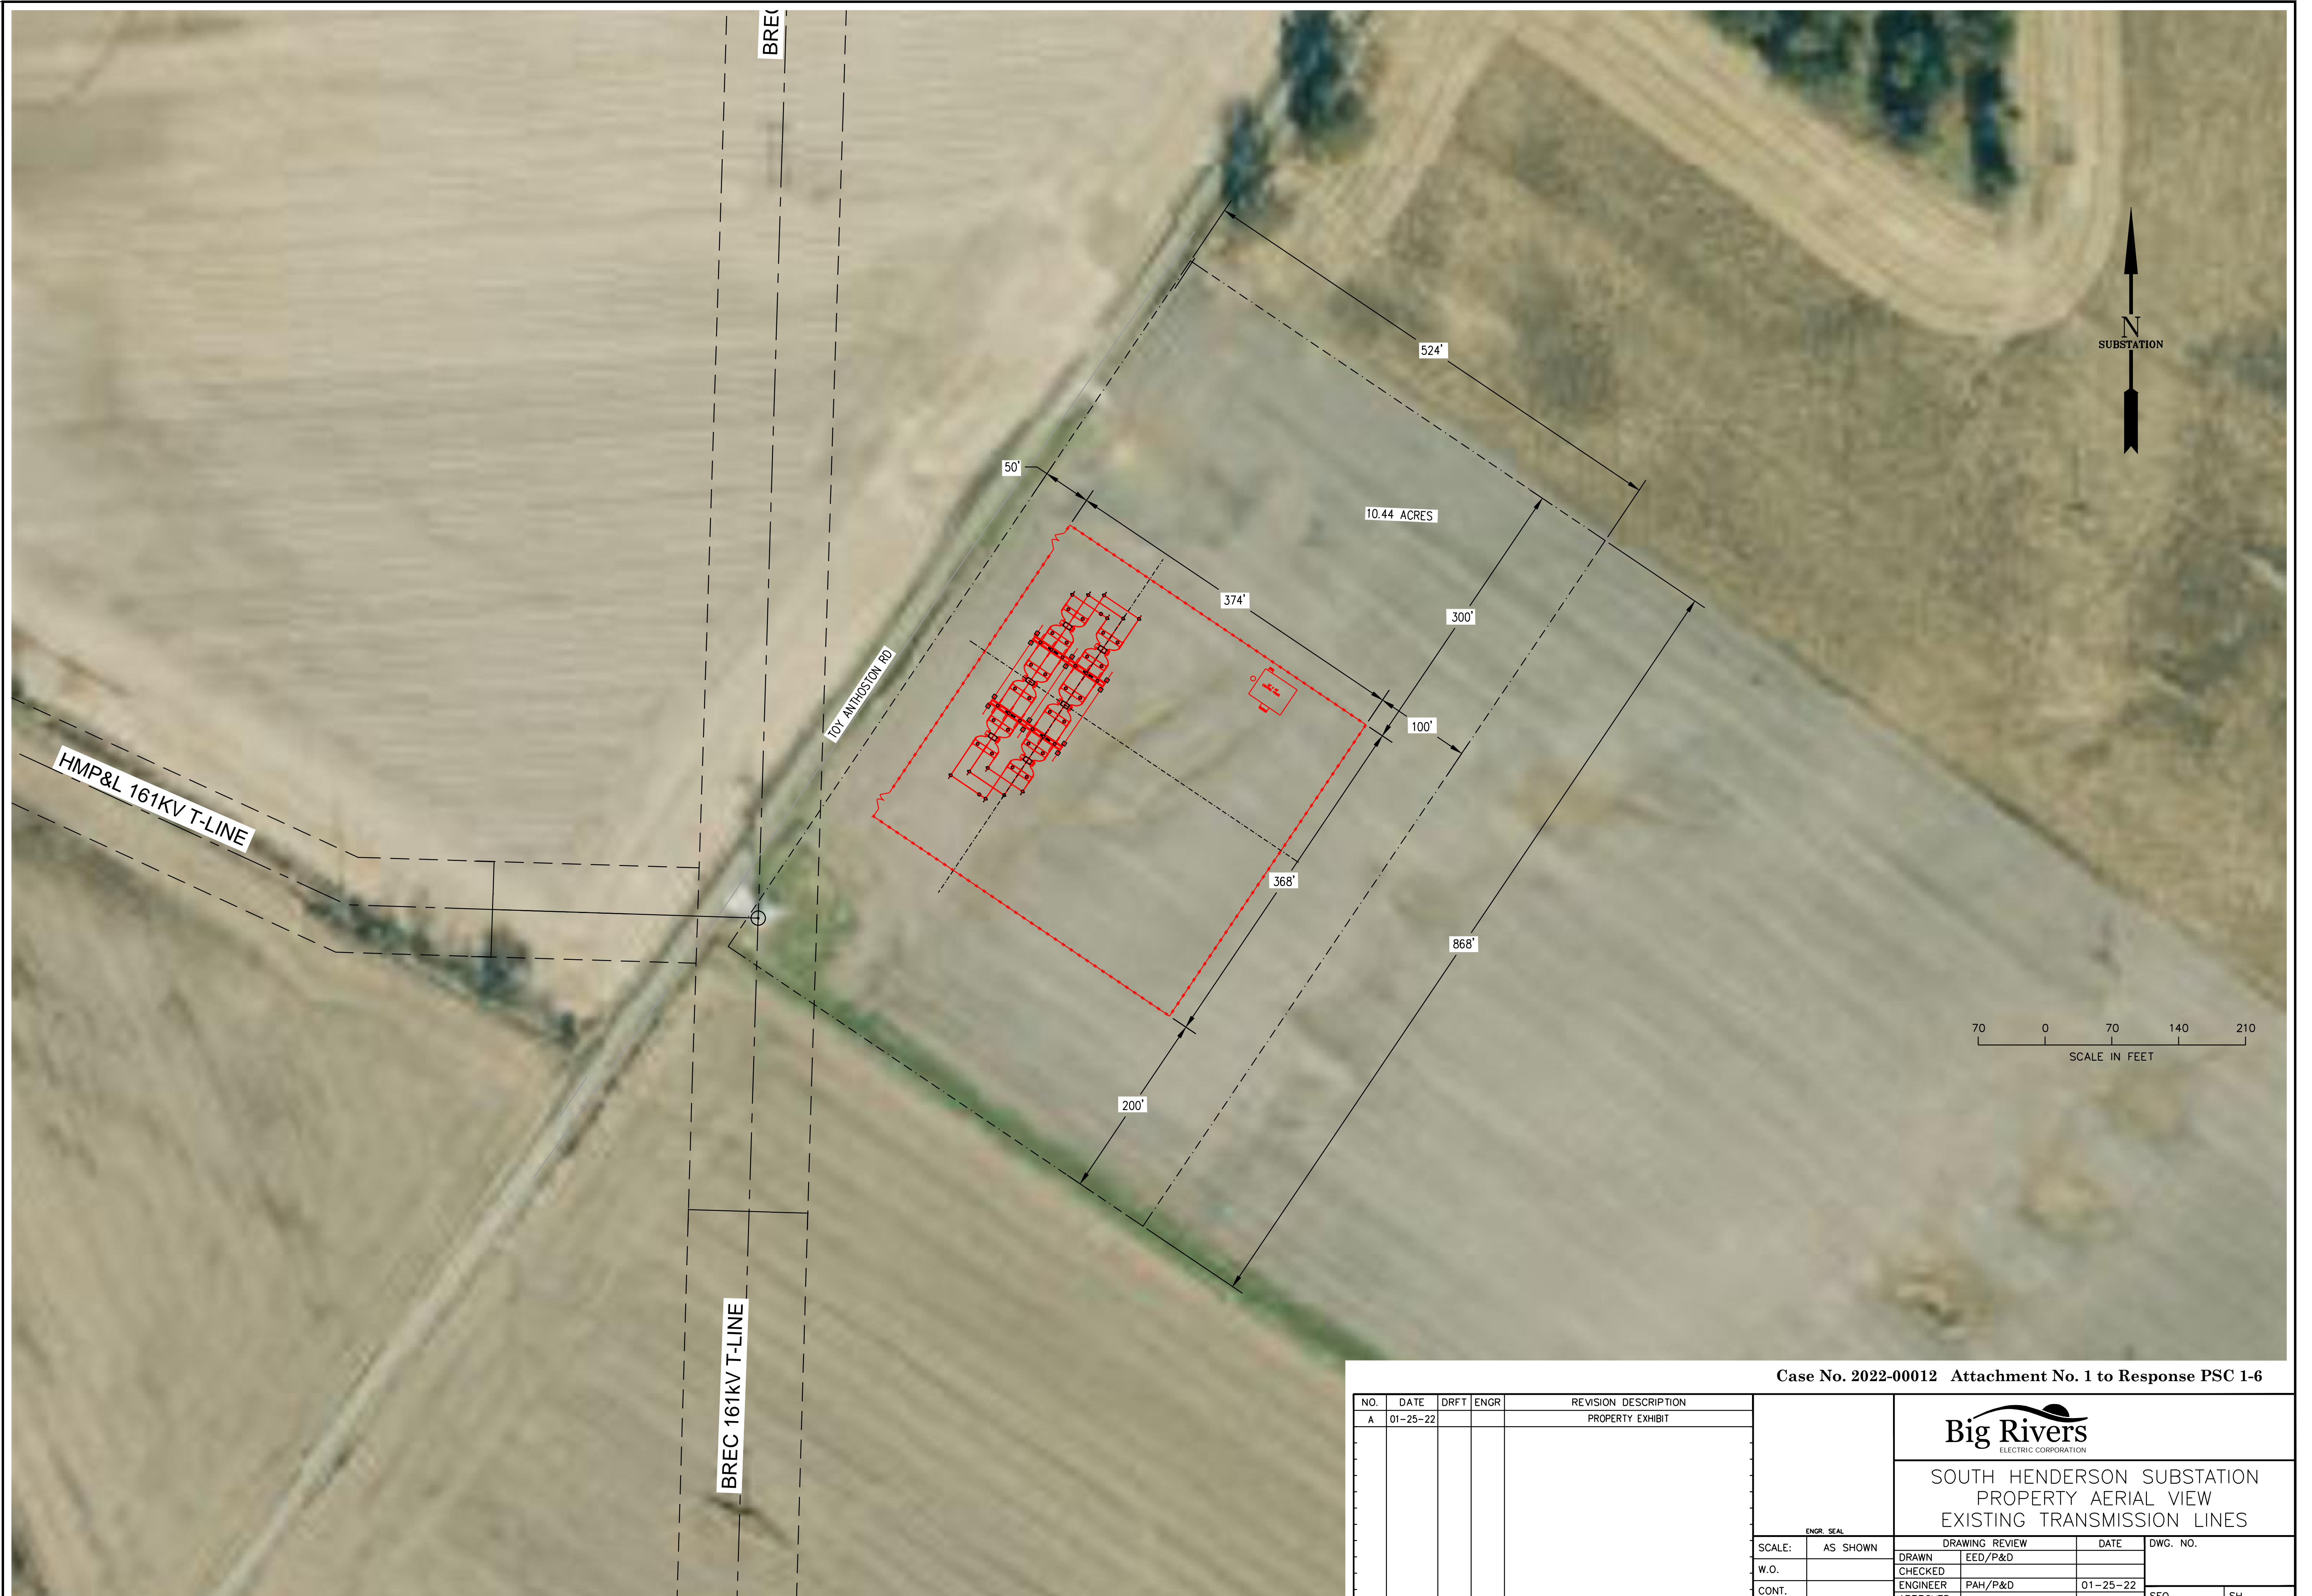 BREC
524'
N
SUBSTATION
50'
10.44 ACRES
374'
300'
TOY ANTHOSTON RD
100'
HMP&L 161KV T-LINE
368'
868'
70 0 70 140 210
SCALE IN FEET
200'
BREC 161kV T-LINE
Case No. 2022-00012 Attachment No. 1 to Response PSC 1-6
NO. DATE DRFT ENGR REVISION DESCRIPTION
A 01-25-22 PROPERTY EXHIBIT
Big Rivers
ELECTRIC CORPORATION
SOUTH HENDERSON SUBSTATION
PROPERTY AERIAL VIEW
EXISTING TRANSMISSION LINES
ENGR. SEAL
SCALE: AS SHOWN
DRAWING REVIEW DATE DWG. NO.
DRAWN EED/P&D
W.O.
CHECKED
ENGINEER PAH/P&D 01-25-22
CONT.